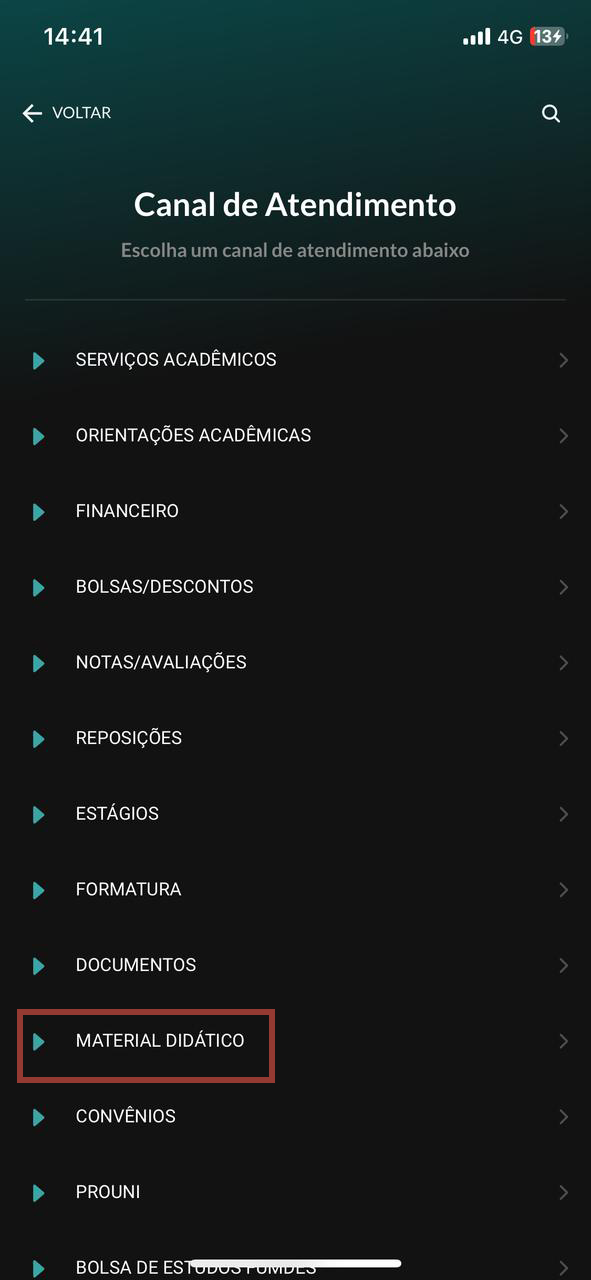 14:41
4G
13
VOLTAR
Canal de Atendimento
Escolha um canal de atendimento abaixo
SERVIÇOS ACADÊMICOS
ORIENTAÇÕES ACADÊMICAS
FINANCEIRO
BOLSAS/DESCONTOS
NOTAS/AVALIAÇÕES
REPOSIÇÕES
ESTÁGIOS
FORMATURA
DOCUMENTOS
MATERIAL DIDÁTICO
CONVÊNIOS
PROUNI
BOLSA DE ESTUDOS FUMDES